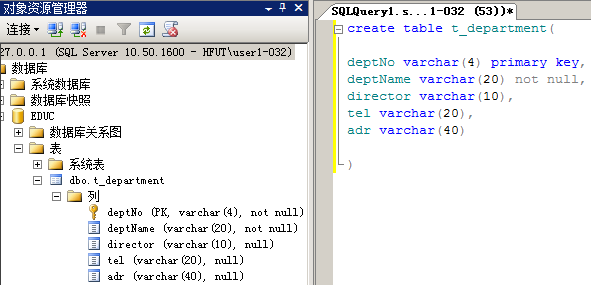 对象资源管理器
连接
27.0.0.1 (SQL Server 10.50.1600 - HFUT\user1-032)
数据库
系统数据库
数据库快照
EDUC
数据库关系图
表
系统表
dbo.t_department
列
deptNo (PK, varchar(4), not null)
deptName (varchar(20), not null)
director (varchar(10), null)
tel (varchar(20), null)
adr (varchar(40), null)
SQLQuery1.s...1-032 (53))*
create table t_department(
deptNo varchar(4) primary key,
deptName varchar(20) not null,
director varchar(10),
tel varchar(20),
adr varchar(40)
)